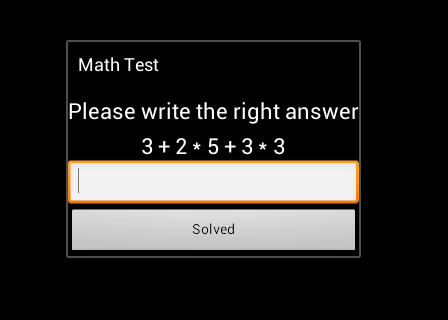 Math Test
Please write the right answer
3 + 2 * 5 + 3 * 3
Solved